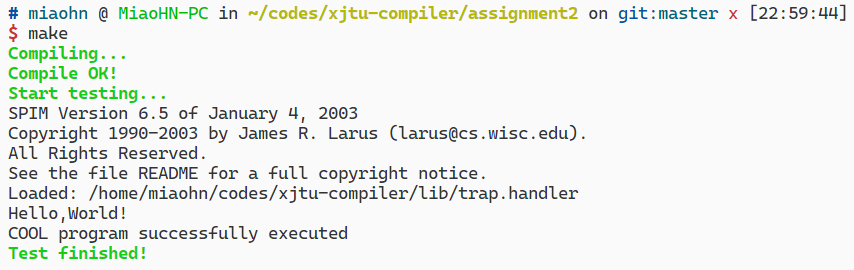 # miaohn @ MiaoHN-PC in ~/codes/xjtu-compiler/assignment2 on git:master x [22:59:44]
$ make
Compiling...
Compile OK!
Start testing...
SPIM Version 6.5 of January 4, 2003
Copyright 1990-2003 by James R. Larus (larus@cs.wisc.edu).
All Rights Reserved.
See the file README for a full copyright notice.
Loaded: /home/miaohn/codes/xjtu-compiler/lib/trap.handler
Hello,World!
COOL program successfully executed
Test finished!